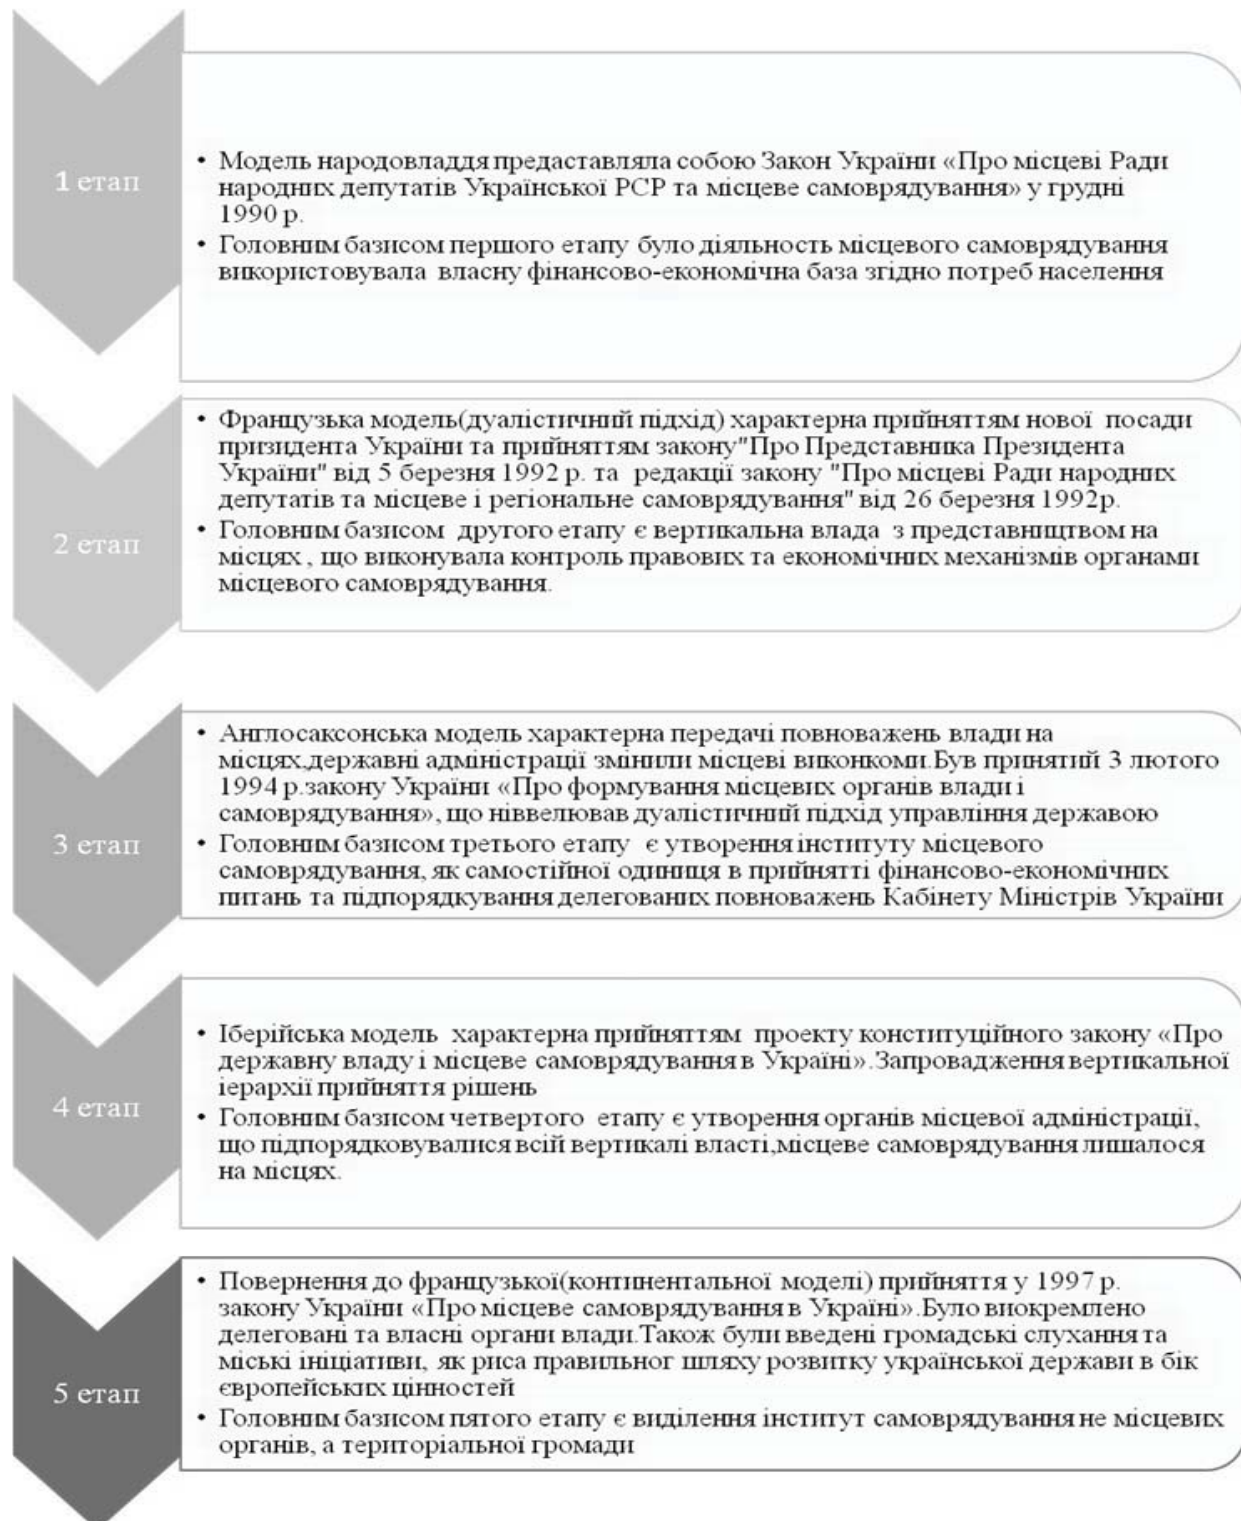 1 етап
• Модель народовладдя предаставляла собою Закон України «Про місцеві Ради
народних депутатів Української РСР та місцеве самоврядування» у грудні
1990 р.
• Головним базисом першого етапу було діяльность місцевого самоврядування
використовувала власну фінансово-економічна база згідно потреб населення
2 етап
• Французька модель(дуалістичний підхід) характерна прийняттям нової посади
призидента України та прийняттям закону"Про Представника Президента
України" від 5 березня 1992 р. та редакції закону "Про місцеві Ради народних
депутатів та місцеве і регіональне самоврядування" від 26 березня 1992р.
• Головним базисом другого етапу є вертикальна влада з представництвом на
місцях , що виконувала контроль правових та економічних механізмів органами
місцевого самоврядування.
3 етап
• Англосаксонська модель характерна передачі повноважень влади на
місцях,державні адміністрації змінили місцеві виконкоми.Був принятий 3 лютого
1994 р.закону України «Про формування місцевих органів влади і
самоврядування», що ніввелював дуалістичний підхід управління державою
• Головним базисом третього етапу є утворення інституту місцевого
самоврядування, як самостійної одиниця в прийнятті фінансово-економічних
питань та підпорядкування делегованих повноважень Кабінету Міністрів України
4 етап
• Іберійська модель характерна прийняттям проекту конституційного закону «Про
державну владу і місцеве самоврядування в Україні».Запровадження вертикальної
ієрархії прийняття рішень
• Головним базисом четвертого етапу є утворення органів місцевої адміністрації,
що підпорядковувалися всій вертикалі власті,місцеве самоврядування лишалося
на місцях.
5 етап
• Повернення до французької(континентальної моделі) прийняття у 1997 р.
закону України «Про місцеве самоврядування в Україні».Було виокремлено
делеговані та власні органи влади.Також були введені громадські слухання та
міські ініціативи, як риса правильног шляху розвитку української держави в бік
європейських цінностей
• Головним базисом пятого етапу є виділення інститут самоврядування не місцевих
органів, а територіальної громади